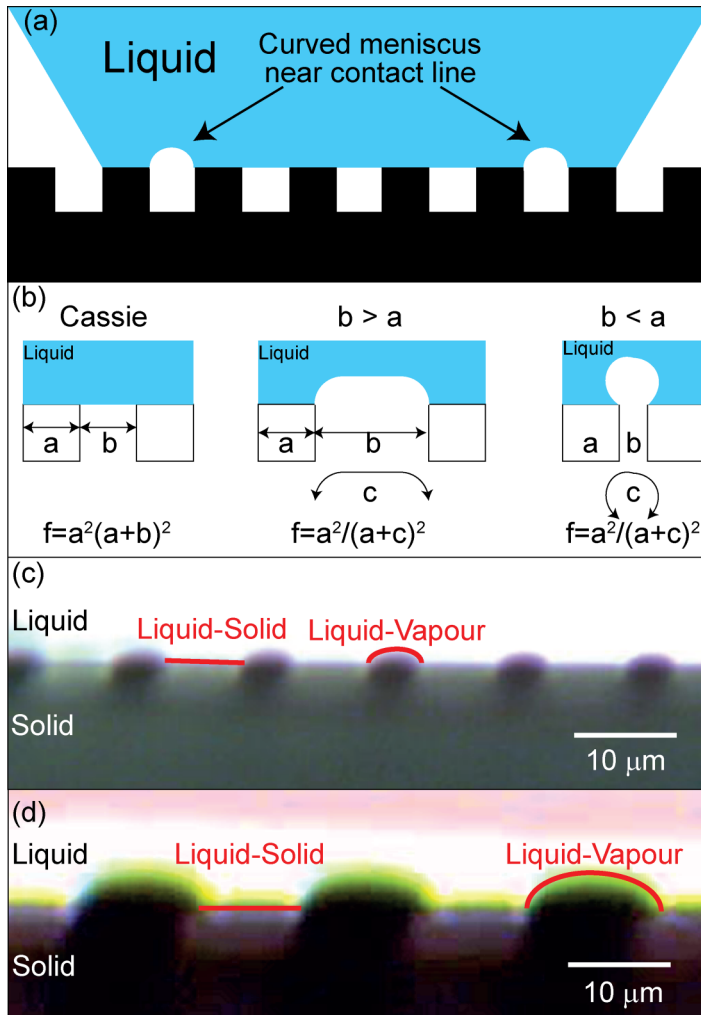 (a)
Liquid
Curved meniscus
near contact line
(b)
Cassie
b > a
b < a
Liquid
Liquid
Liquid
a
b
a
b
a
b
c
c
f=a²(a+b)²
f=a²/(a+c)²
f=a²/(a+c)²
(c)
Liquid
Liquid-Solid
Liquid-Vapour
Solid
10 μm
(d)
Liquid
Liquid-Solid
Liquid-Vapour
Solid
10 μm